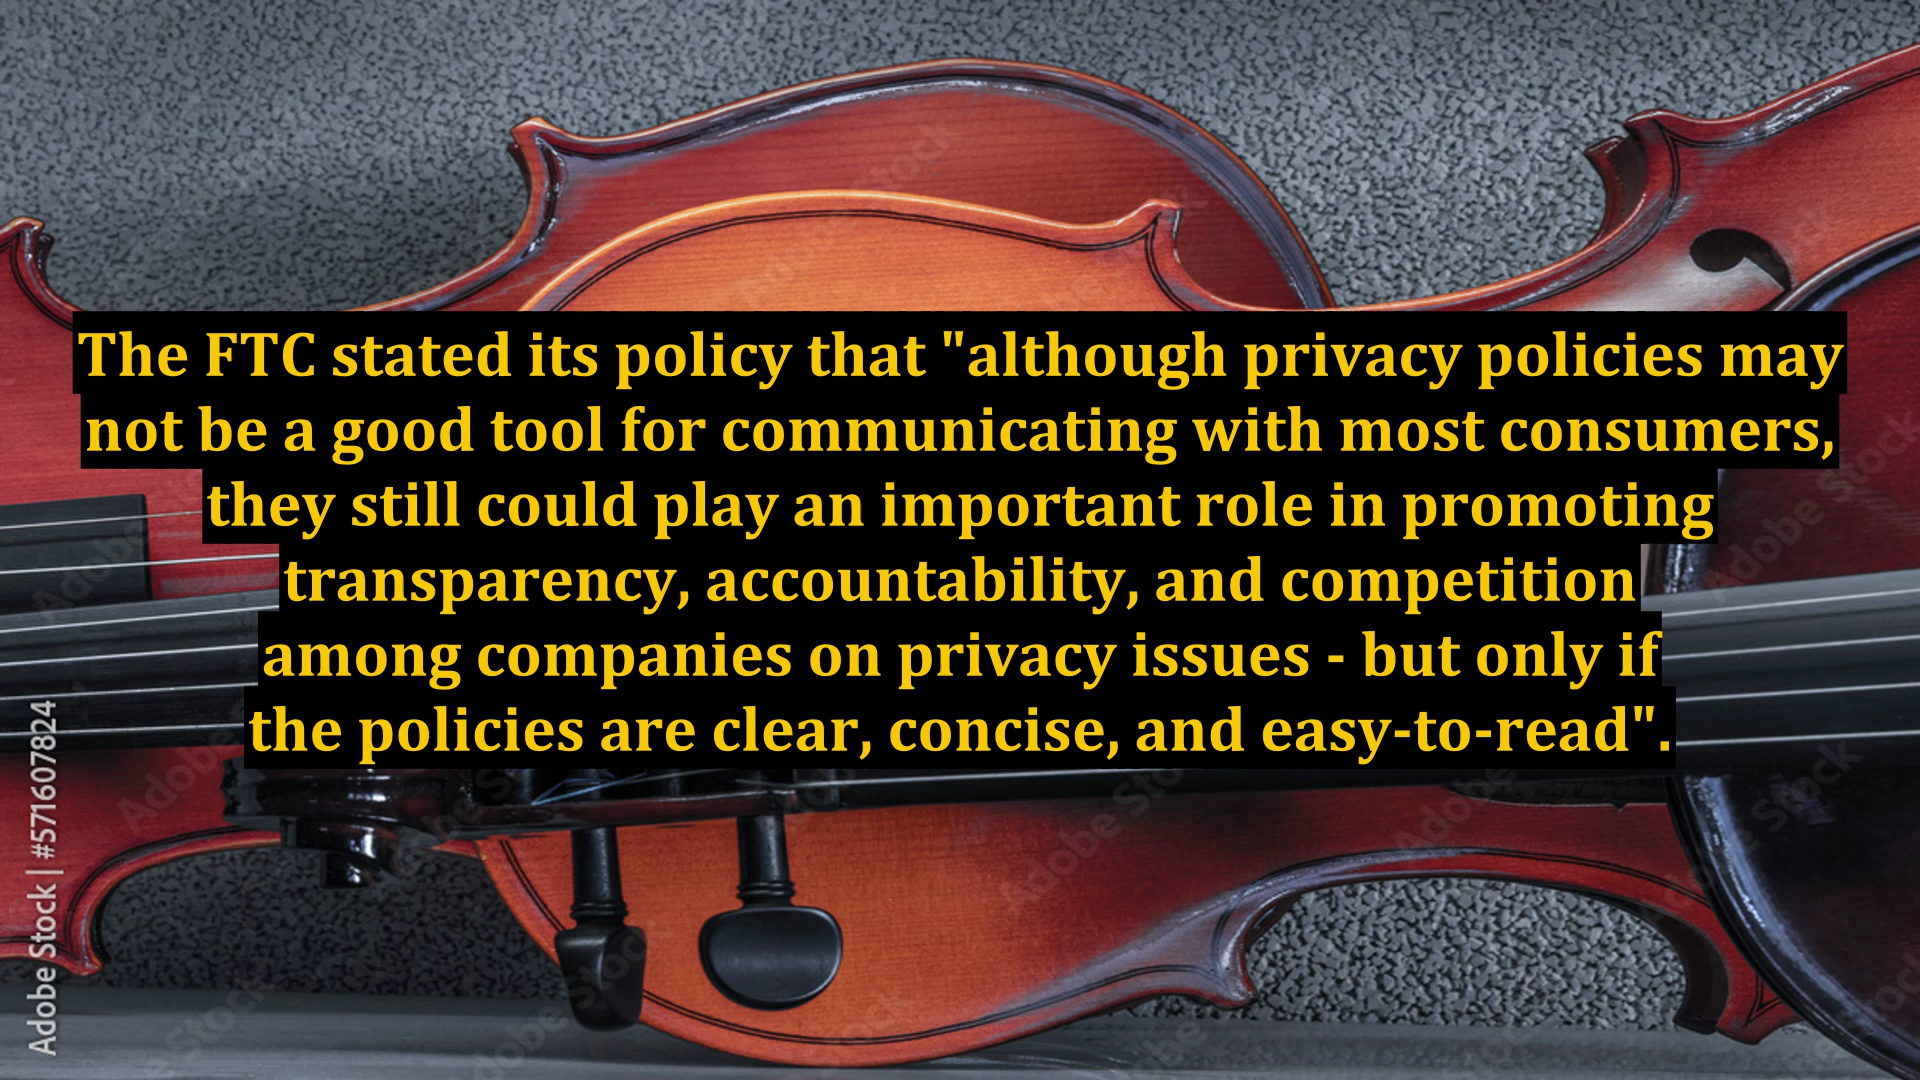 The FTC stated its policy that "although privacy policies may
not be a good tool for communicating with most consumers,
they still could play an important role in promoting
transparency, accountability, and competition
among companies on privacy issues - but only if
the policies are clear, concise, and easy-to-read".
Adobe Stock | #571607824